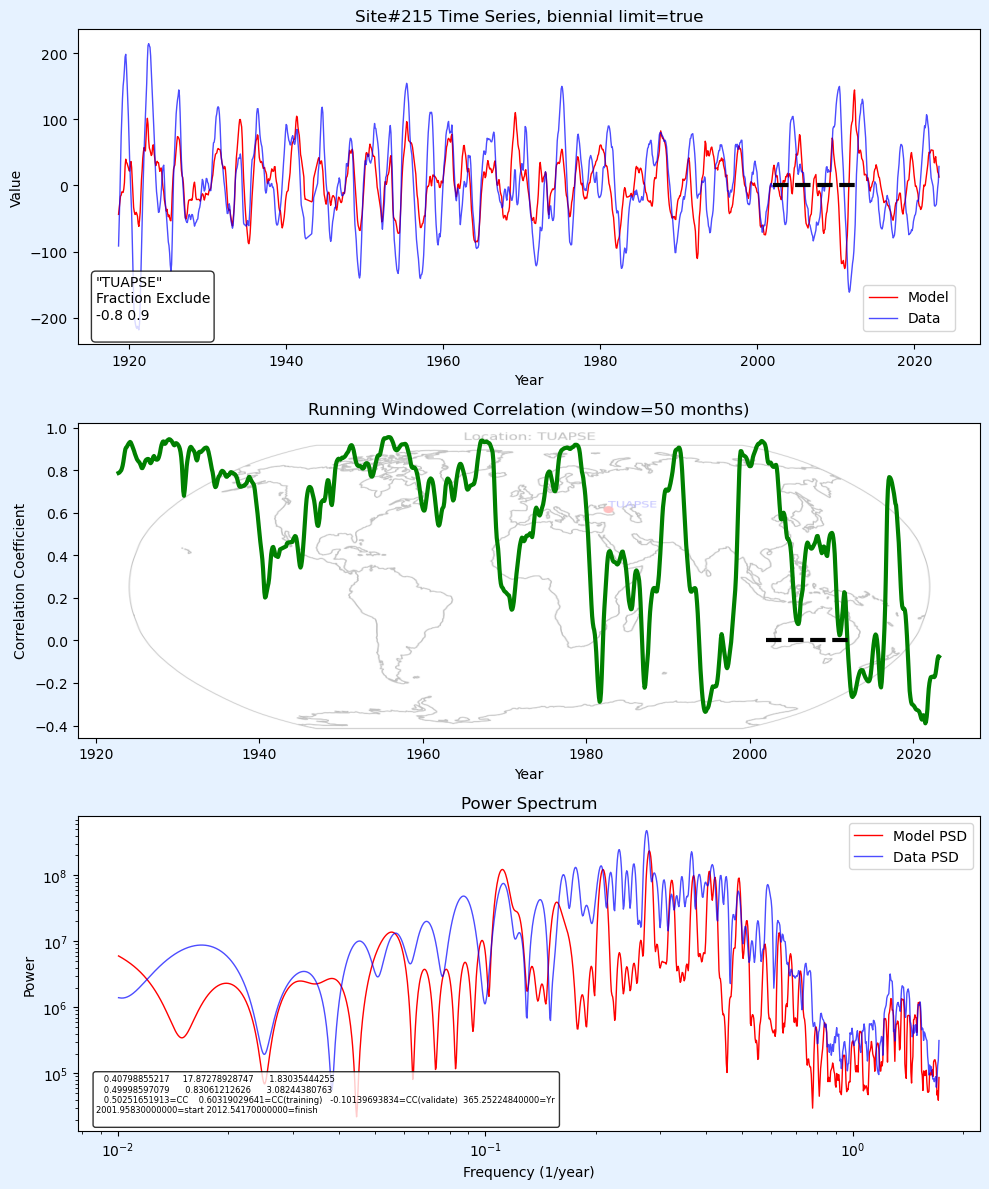 Site#215 Time Series, biennial limit=true
200
100
0
−100
−200
Value
"TUAPSE"
Fraction Exclude
-0.8 0.9
Model
Data
1920
1940
1960
1980
2000
2020
Year
Running Windowed Correlation (window=50 months)
Location: TUAPSE
TUAPSE
1.0
0.8
0.6
0.4
0.2
0.0
−0.2
−0.4
Correlation Coefficient
1920
1940
1960
1980
2000
2020
Year
Power Spectrum
Model PSD
Data PSD
10⁸
10⁷
10⁶
10⁵
Power
0.40798855217 17.87278928747 1.83035444255
0.49998597079 0.83061212626 3.08244380763
0.50251651913=CC 0.60319029641=CC(training) -0.10139693834=CC(validate) 365.25224840000=Yr
2001.95830000000=start 2012.54170000000=finish
10⁻²
10⁻¹
10⁰
Frequency (1/year)